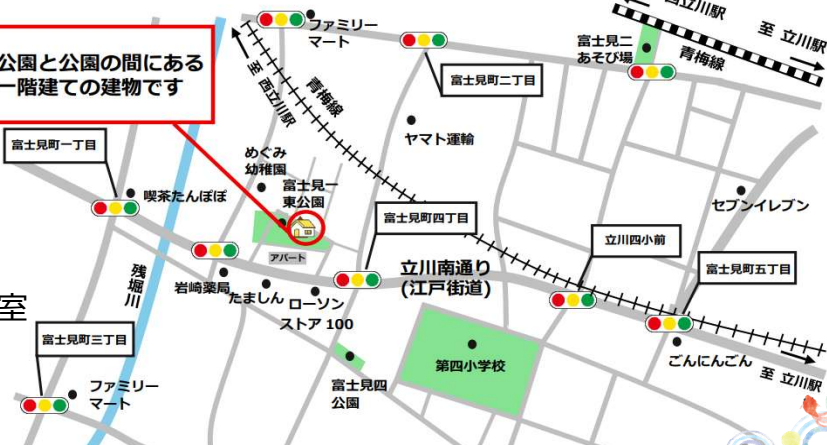 公園と公園の間にある
一階建ての建物です
ファミリー
マート
至 西立川駅
青梅線
富士見町二丁目
富士見二
あそび場
西立川駅
至 立川駅
青梅線
ヤマト運輸
富士見町一丁目
喫茶たんぽぽ
めぐみ
幼稚園
富士見一
東公園
アパート
富士見町四丁目
セブンイレブン
立川四小前
富士見町五丁目
立川南通り
(江戸街道)
残堀川
岩崎薬局
たましん
ローソン
ストア 100
室
富士見町三丁目
ファミリー
マート
富士見四
公園
第四小学校
ごんにんごん
至 立川駅